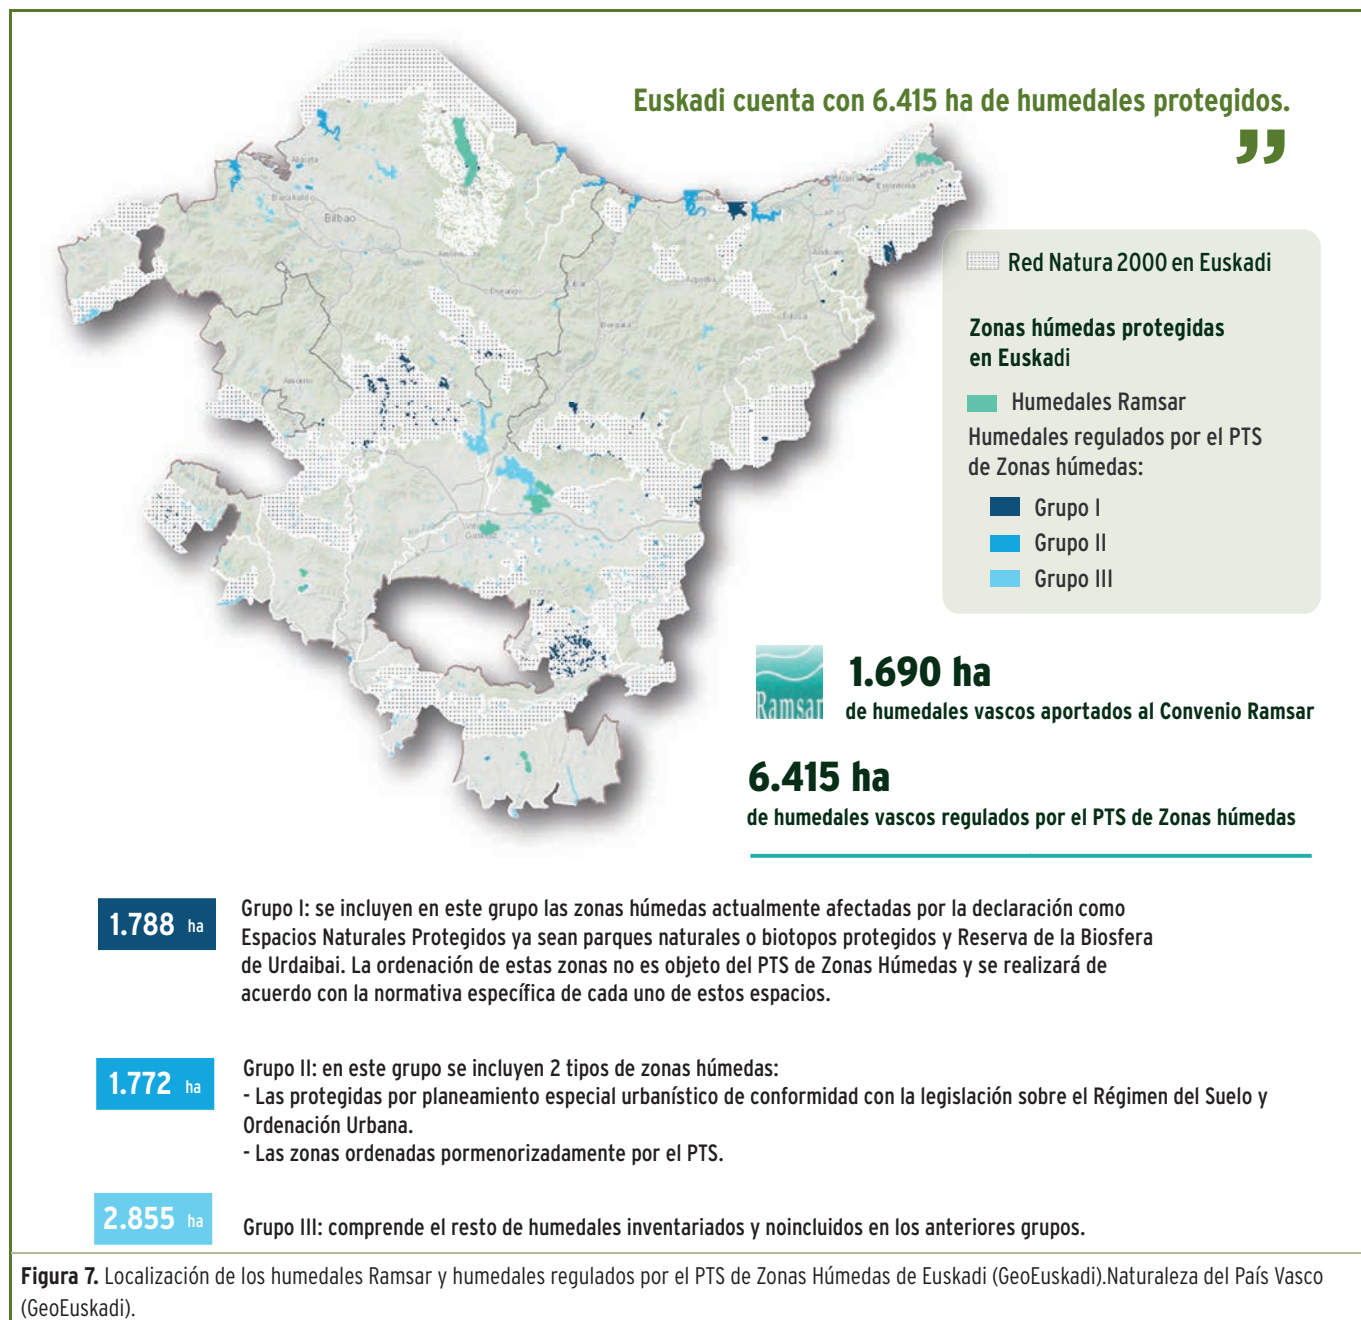 Euskadi cuenta con 6.415 ha de humedales protegidos.
”
Barakaldo
Bilbao
Durango
Bergara
Azpeitia
Vitoria
Gasteiz
Red Natura 2000 en Euskadi
Zonas húmedas protegidas
en Euskadi
Humedales Ramsar
Humedales regulados por el PTS
de Zonas húmedas:
Grupo I
Grupo II
Grupo III
Ramsar
1.690 ha
de humedales vascos aportados al Convenio Ramsar
6.415 ha
de humedales vascos regulados por el PTS de Zonas húmedas
1.788 ha
Grupo I: se incluyen en este grupo las zonas húmedas actualmente afectadas por la declaración como
Espacios Naturales Protegidos ya sean parques naturales o biotopos protegidos y Reserva de la Biosfera
de Urdaibai. La ordenación de estas zonas no es objeto del PTS de Zonas Húmedas y se realizará de
acuerdo con la normativa específica de cada uno de estos espacios.
1.772 ha
Grupo II: en este grupo se incluyen 2 tipos de zonas húmedas:
- Las protegidas por planeamiento especial urbanístico de conformidad con la legislación sobre el Régimen del Suelo y
Ordenación Urbana.
- Las zonas ordenadas pormenorizadamente por el PTS.
2.855 ha
Grupo III: comprende el resto de humedales inventariados y noincluidos en los anteriores grupos.
Figura 7. Localización de los humedales Ramsar y humedales regulados por el PTS de Zonas Húmedas de Euskadi (GeoEuskadi).Naturaleza del País Vasco
(GeoEuskadi).